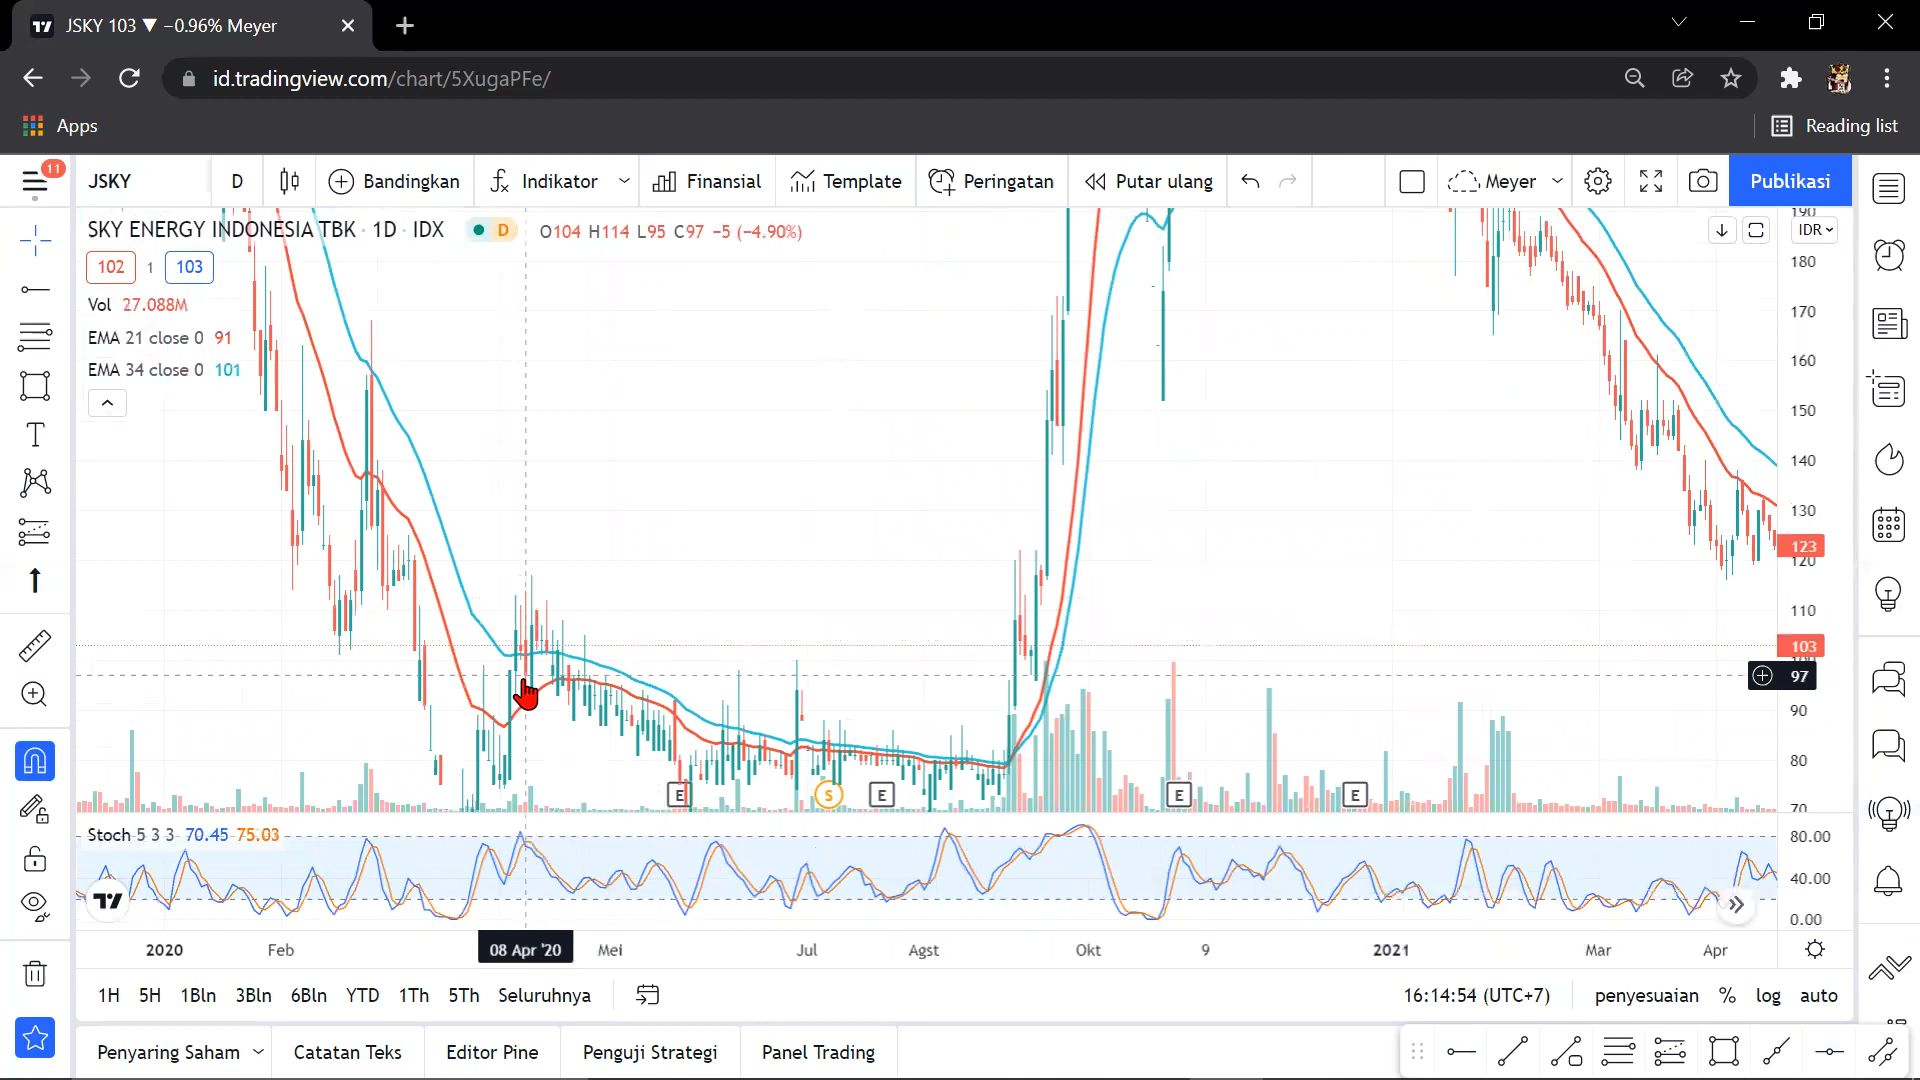 JSKY 103 ▼ −0.96% Meyer
id.tradingview.com/chart/5XugaPFe/
Apps
Reading list
11
JSKY
D
Bandingkan
Indikator
Finansial
Template
Peringatan
Putar ulang
Meyer
Publikasi
SKY ENERGY INDONESIA TBK · 1D · IDX
D
O104 H114 L95 C97 −5 (−4.90%)
IDR
102
1
103
Vol 27.088M
EMA 21 close 0 91
EMA 34 close 0 101
190
180
170
160
150
140
130
123
120
110
103
100
97
90
80
70
E
S
E
E
E
Stoch 5 3 3 70.45 75.03
80.00
40.00
0.00
2020
Feb
08 Apr '20
Mei
Jul
Agst
Okt
9
2021
Mar
Apr
1H
5H
1Bln
3Bln
6Bln
YTD
1Th
5Th
Seluruhnya
16:14:54 (UTC+7)
penyesuaian
%
log
auto
Penyaring Saham
Catatan Teks
Editor Pine
Penguji Strategi
Panel Trading